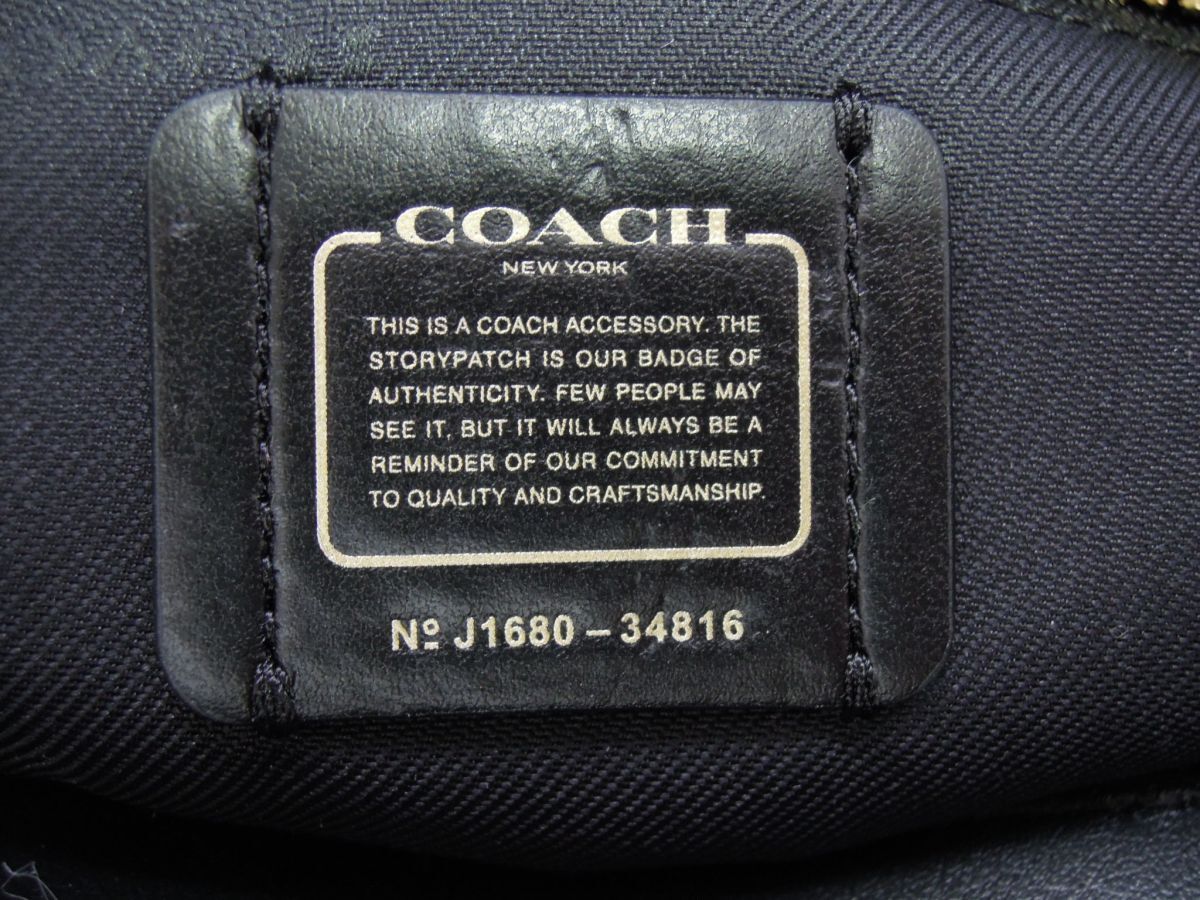 COACH
NEW YORK
THIS IS A COACH ACCESSORY. THE
STORYPATCH IS OUR BADGE OF
AUTHENTICITY. FEW PEOPLE MAY
SEE IT, BUT IT WILL ALWAYS BE A
REMINDER OF OUR COMMITMENT
TO QUALITY AND CRAFTSMANSHIP.
Nº J1680 – 34816